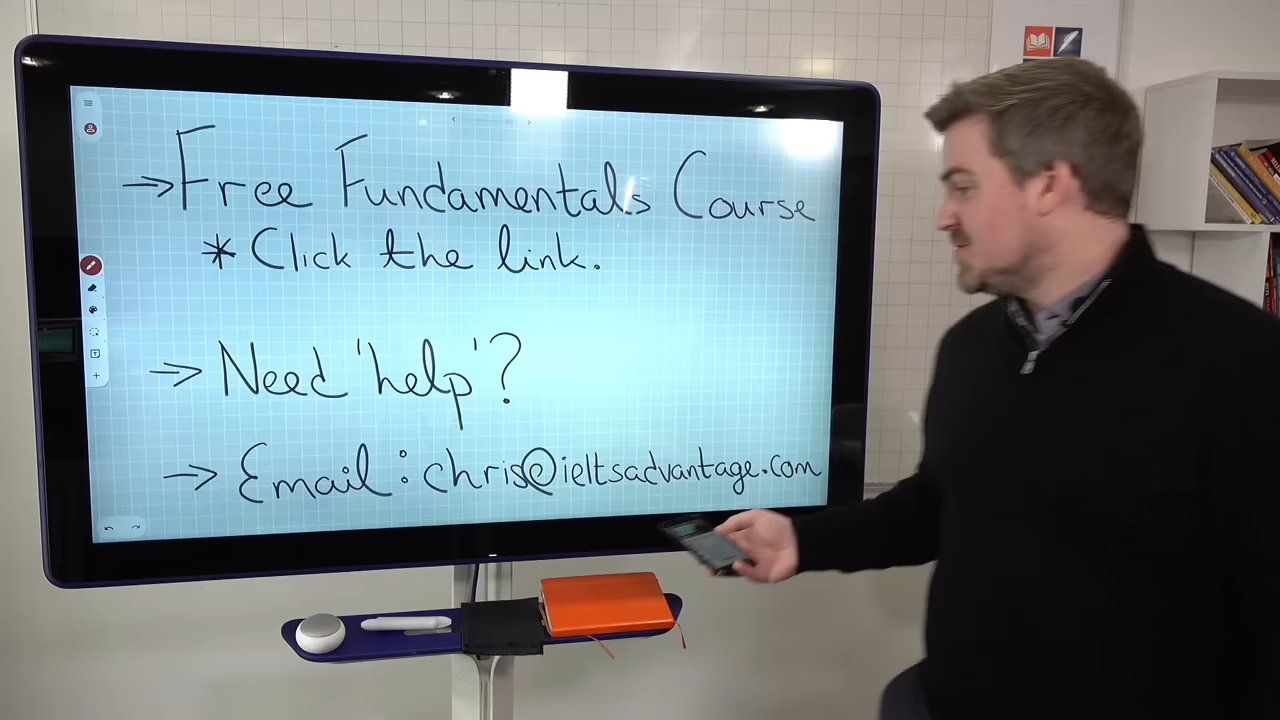 → Free Fundamentals Course
* Click the link.
→ Need 'help'?
→ Email: chris@ieltsadvantage.com